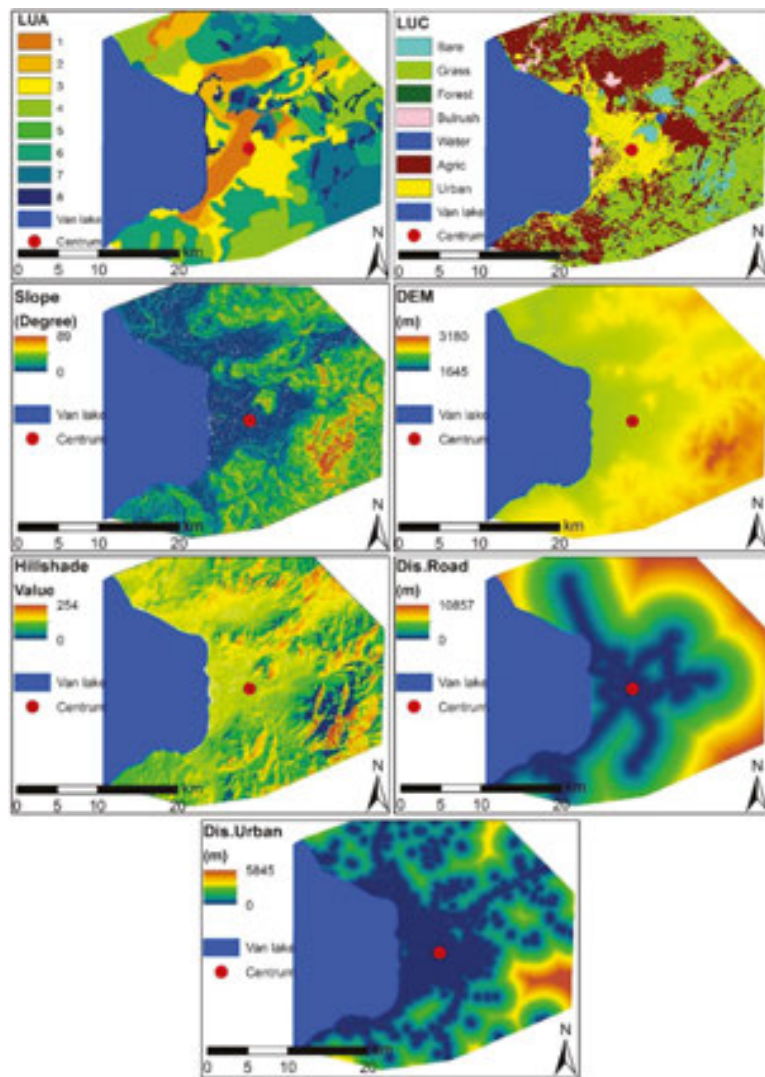 LUA
1
2
3
4
5
6
7
8
Van lake
Centrum
0 5 10 20 km
N
LUC
Bare
Grass
Forest
Bulrush
Water
Agric
Urban
Van lake
Centrum
0 5 10 20 km
N
Slope
(Degree)
89
0
Van lake
Centrum
0 5 10 20 km
N
DEM
(m)
3180
1645
Van lake
Centrum
0 5 10 20 km
N
Hillshade
Value
254
0
Van lake
Centrum
0 5 10 20 km
N
Dis.Road
(m)
10857
0
Van lake
Centrum
0 5 10 20 km
N
Dis.Urban
(m)
5845
0
Van lake
Centrum
0 5 10 20 km
N